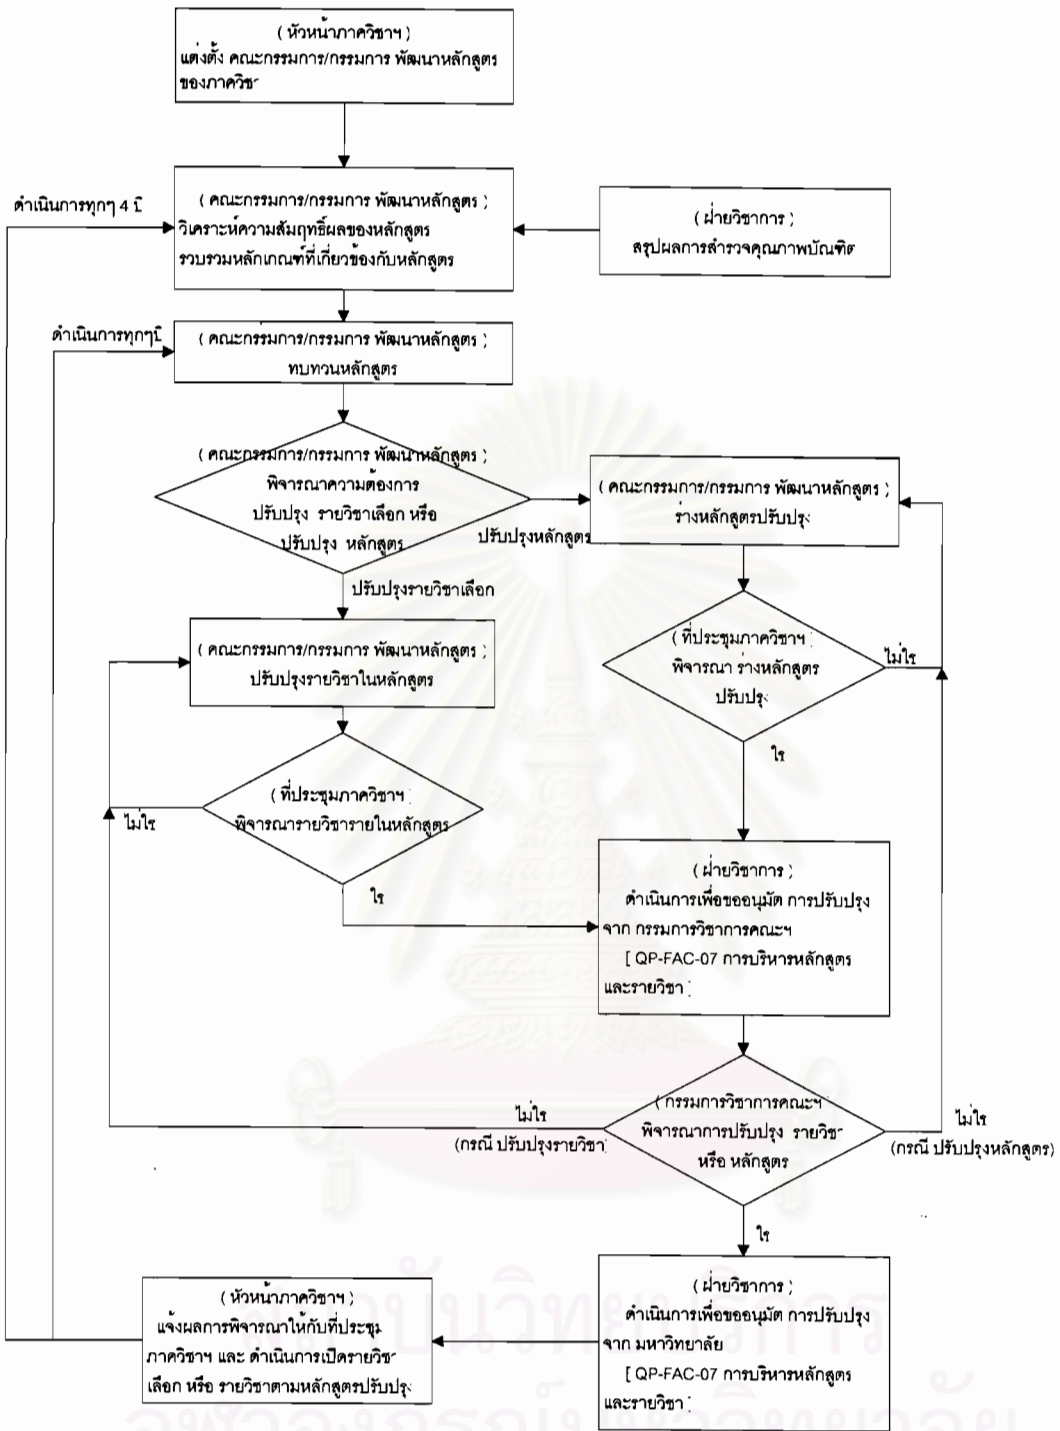 ( หัวหน้าภาควิชาฯ )
แต่งตั้ง คณะกรรมการ/กรรมการ พัฒนาหลักสูตร
ของภาควิชา
ดำเนินการทุกๆ 4 ปี
( คณะกรรมการ/กรรมการ พัฒนาหลักสูตร )
วิเคราะห์ความสัมฤทธิ์ผลของหลักสูตร
รวบรวมหลักเกณฑ์ที่เกี่ยวข้องกับหลักสูตร
( ฝ่ายวิชาการ )
สรุปผลการสำรวจคุณภาพบัณฑิต
ดำเนินการทุกๆปี
( คณะกรรมการ/กรรมการ พัฒนาหลักสูตร )
ทบทวนหลักสูตร
( คณะกรรมการ/กรรมการ พัฒนาหลักสูตร )
พิจารณาความต้องการ
ปรับปรุง รายวิชาเลือก หรือ
ปรับปรุง หลักสูตร
ปรับปรุงหลักสูตร
( คณะกรรมการ/กรรมการ พัฒนาหลักสูตร )
ร่างหลักสูตรปรับปรุง
ปรับปรุงรายวิชาเลือก
( คณะกรรมการ/กรรมการ พัฒนาหลักสูตร )
ปรับปรุงรายวิชาในหลักสูตร
( ที่ประชุมภาควิชาฯ )
พิจารณา ร่างหลักสูตร
ปรับปรุง
ไม่ใช่
ใช่
( ที่ประชุมภาควิชาฯ )
พิจารณารายวิชารายในหลักสูตร
ไม่ใช่
ใช่
( ฝ่ายวิชาการ )
ดำเนินการเพื่อขออนุมัติ การปรับปรุง
จาก กรรมการวิชาการคณะฯ
[ QP-FAC-07 การบริหารหลักสูตร
และรายวิชา ]
( กรรมการวิชาการคณะฯ )
พิจารณาการปรับปรุง รายวิชา
หรือ หลักสูตร
ไม่ใช่
(กรณี ปรับปรุงรายวิชา)
ไม่ใช่
(กรณี ปรับปรุงหลักสูตร)
ใช่
( ฝ่ายวิชาการ )
ดำเนินการเพื่อขออนุมัติ การปรับปรุง
จาก มหาวิทยาลัย
[ QP-FAC-07 การบริหารหลักสูตร
และรายวิชา ]
( หัวหน้าภาควิชาฯ )
แจ้งผลการพิจารณาให้กับที่ประชุม
ภาควิชาฯ และ ดำเนินการเปิดรายวิชา
เลือก หรือ รายวิชาตามหลักสูตรปรับปรุง
สถาบันวิทยบริการ
จุฬาลงกรณ์มหาวิทยาลัย